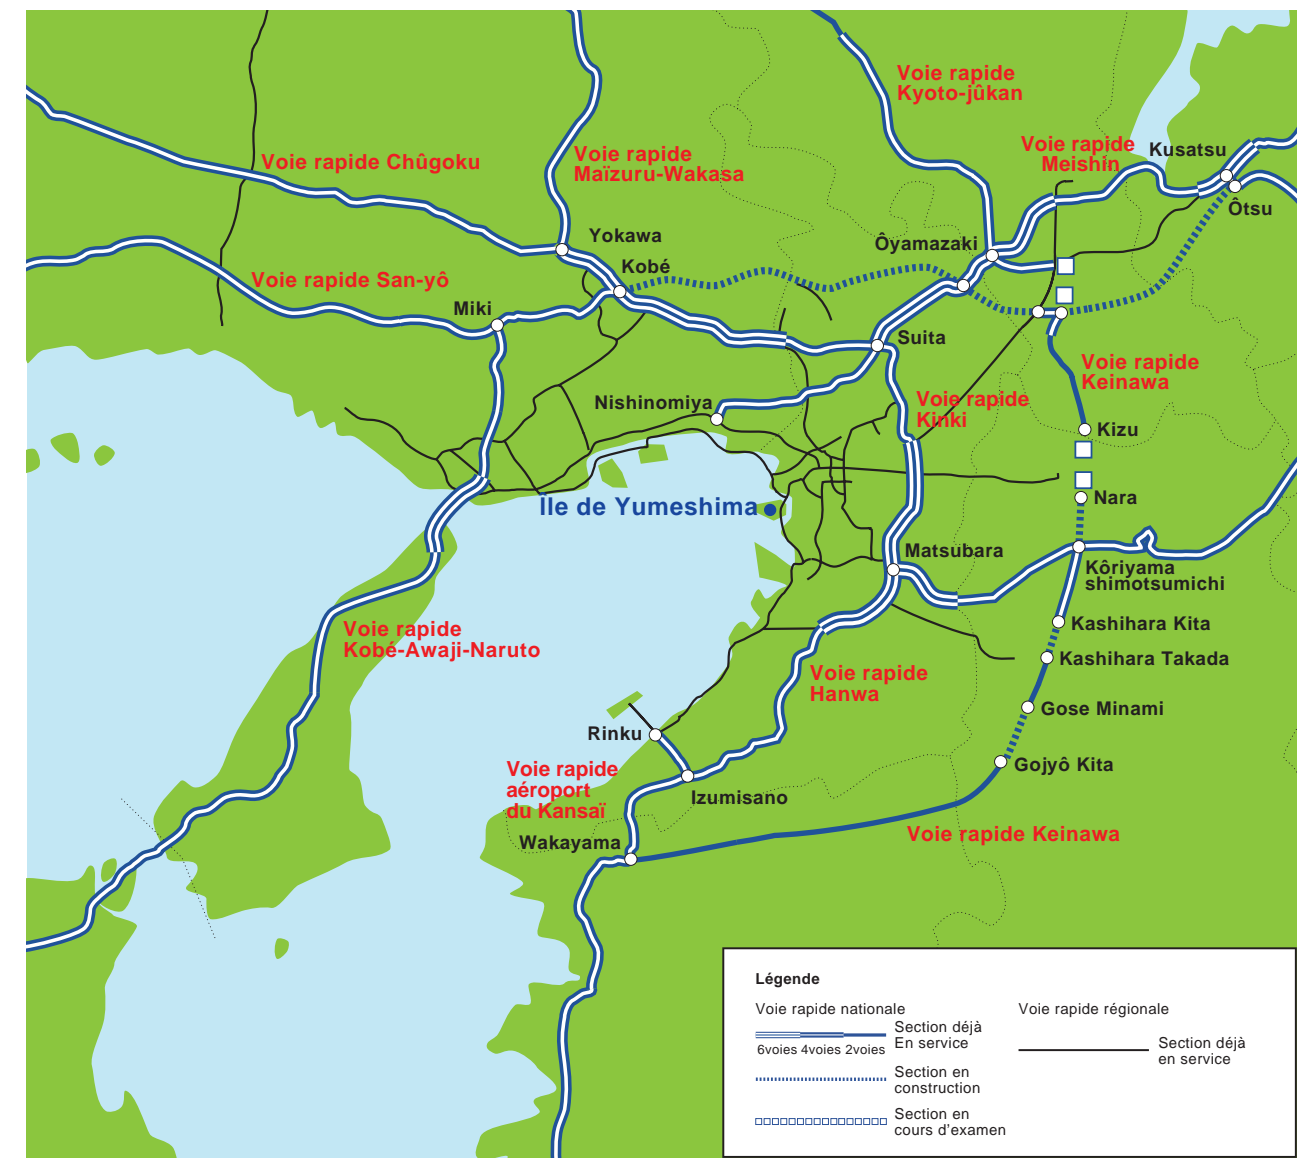 Voie rapide
Kyoto-jûkan
Voie rapide
Meishin
Kusatsu
Voie rapide Chûgoku
Voie rapide
Maïzuru-Wakasa
Ôtsu
Yokawa
Ôyamazaki
Kobé
Voie rapide San-yô
Miki
Suita
Voie rapide
Keinawa
Nishinomiya
Voie rapide
Kinki
Kizu
Nara
Île de Yumeshima
Matsubara
Kôriyama
shimotsumichi
Voie rapide
Kobé-Awaji-Naruto
Kashihara Kita
Kashihara Takada
Voie rapide
Hanwa
Gose Minami
Rinku
Gojyô Kita
Voie rapide
aéroport
du Kansaï
Izumisano
Voie rapide Keinawa
Wakayama
Légende
Voie rapide nationale
Section déjà
En service
6voies 4voies 2voies
Section en
construction
Section en
cours d'examen
Voie rapide régionale
Section déjà
en service